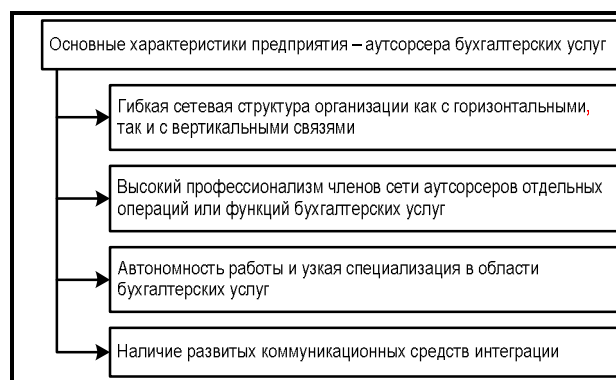 Основные характеристики предприятия – аутсорсера бухгалтерских услуг
Гибкая сетевая структура организации как с горизонтальными,
так и с вертикальными связями
Высокий профессионализм членов сети аутсорсеров отдельных
операций или функций бухгалтерских услуг
Автономность работы и узкая специализация в области
бухгалтерских услуг
Наличие развитых коммуникационных средств интеграции